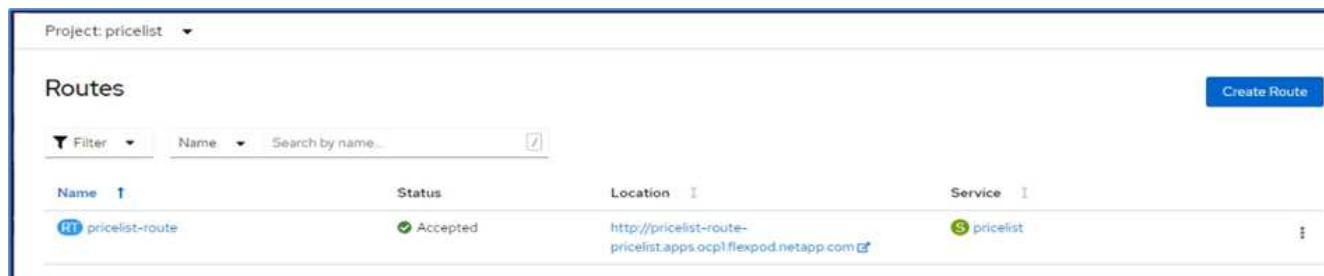 Project: pricelist
Routes
Create Route
Filter Name Search by name... /
Name Status Location Service
RT pricelist-route Accepted http://pricelist-route- S pricelist
pricelist.apps.ocp1.flexpod.netapp.com